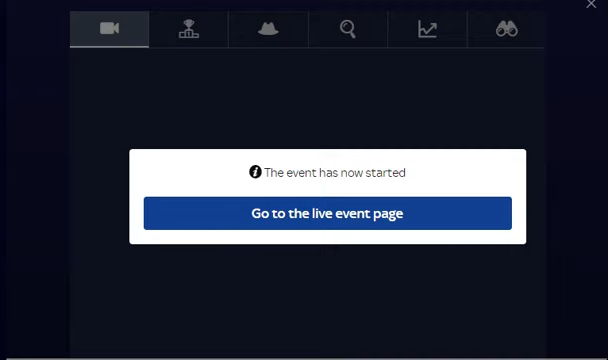 The event has now started
Go to the live event page